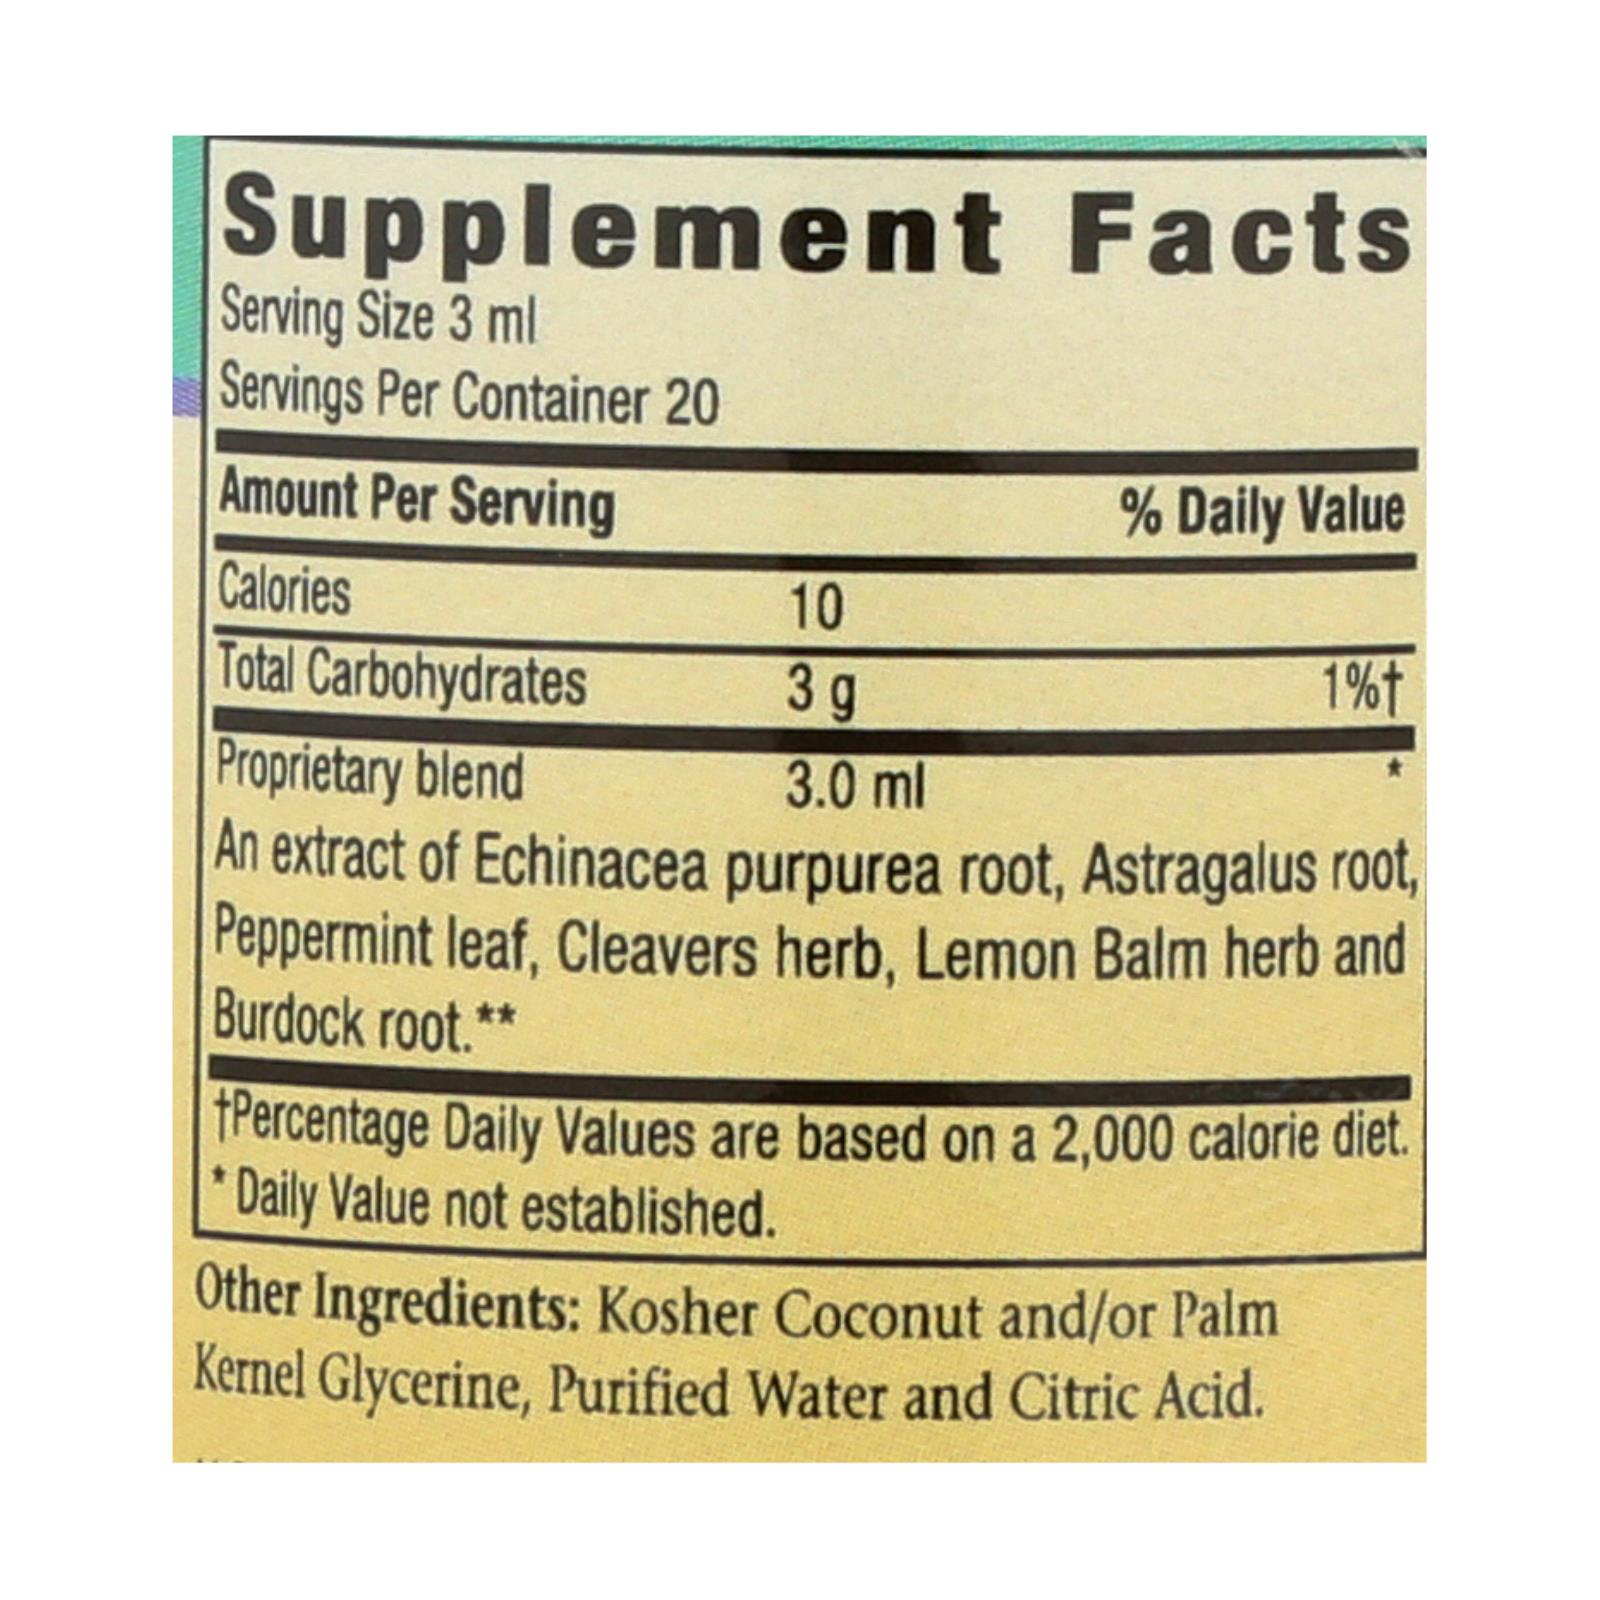 Supplement Facts
Serving Size 3 ml
Servings Per Container 20
Amount Per Serving % Daily Value
Calories 10
Total Carbohydrates 3 g 1%†
Proprietary blend 3.0 ml *
An extract of Echinacea purpurea root, Astragalus root,
Peppermint leaf, Cleavers herb, Lemon Balm herb and
Burdock root.**
†Percentage Daily Values are based on a 2,000 calorie diet.
* Daily Value not established.
Other Ingredients: Kosher Coconut and/or Palm
Kernel Glycerine, Purified Water and Citric Acid.